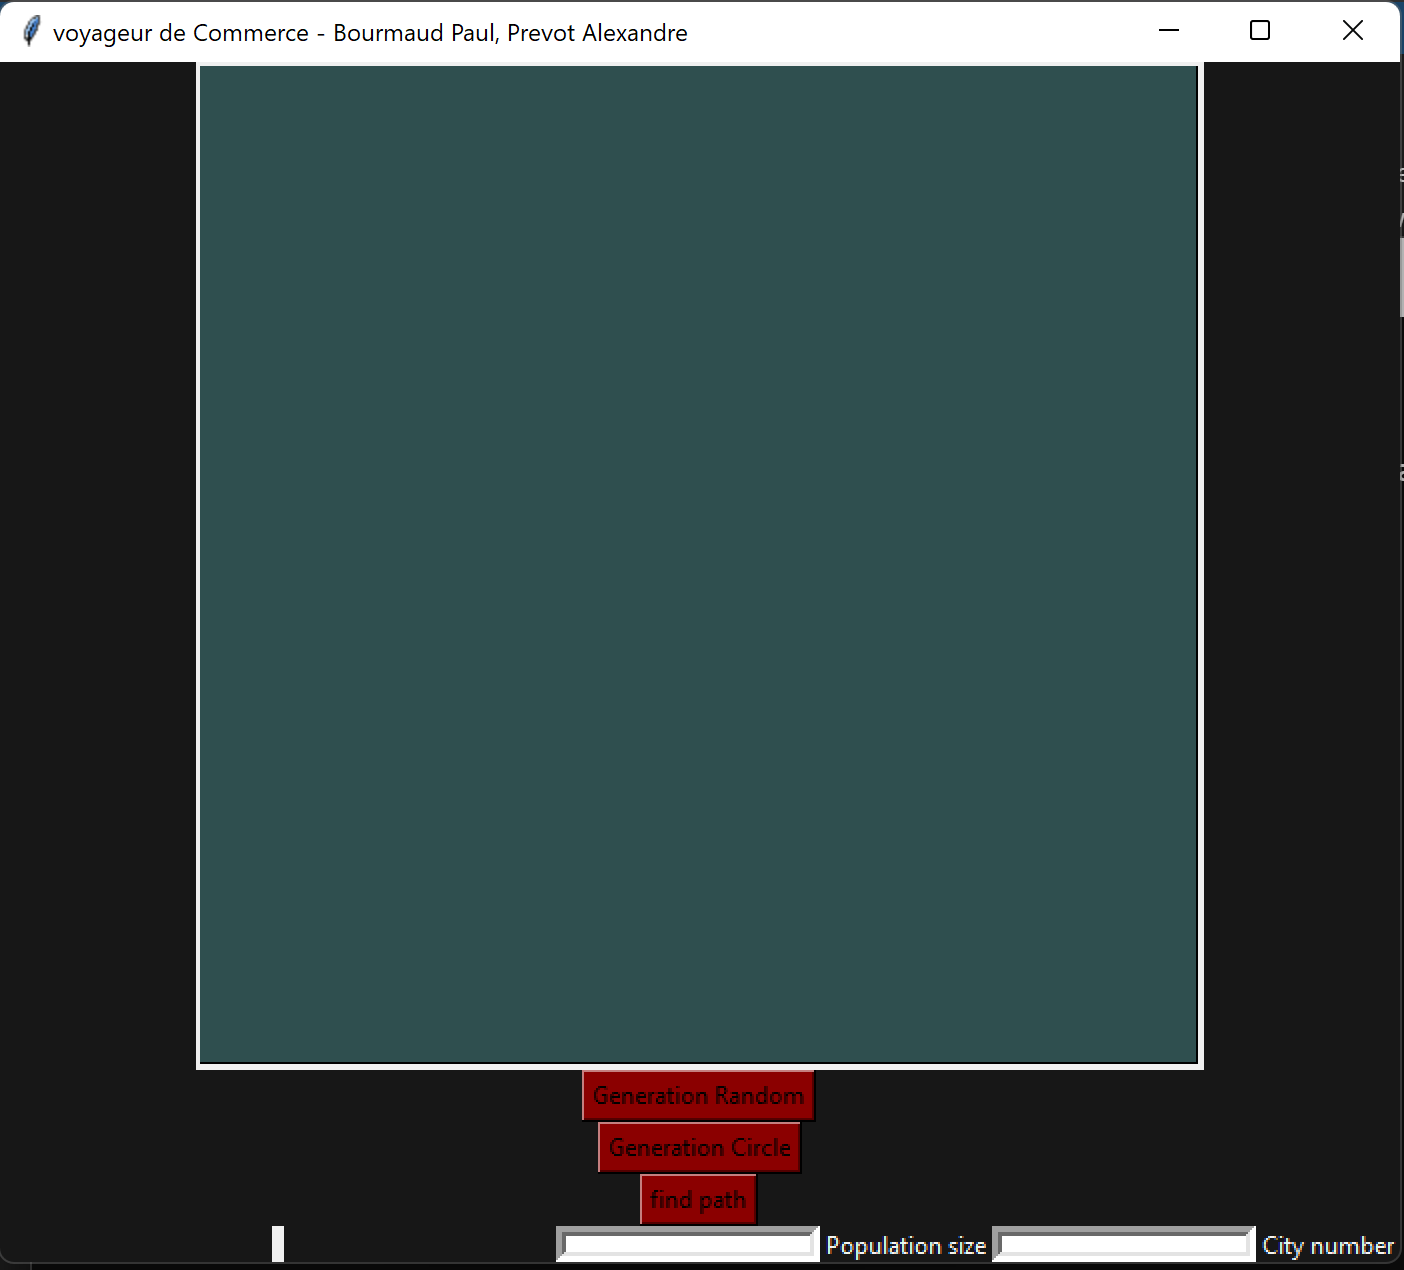 voyageur de Commerce - Bourmaud Paul, Prevot Alexandre
Generation Random
Generation Circle
find path
Population size City number